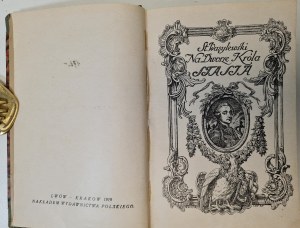 LWÓW - KRAKÓW
NAKŁADEM WYDAWNICTWA POLSKIEGO.
St. Wasylewski
Na Dworze Króla
STASIA